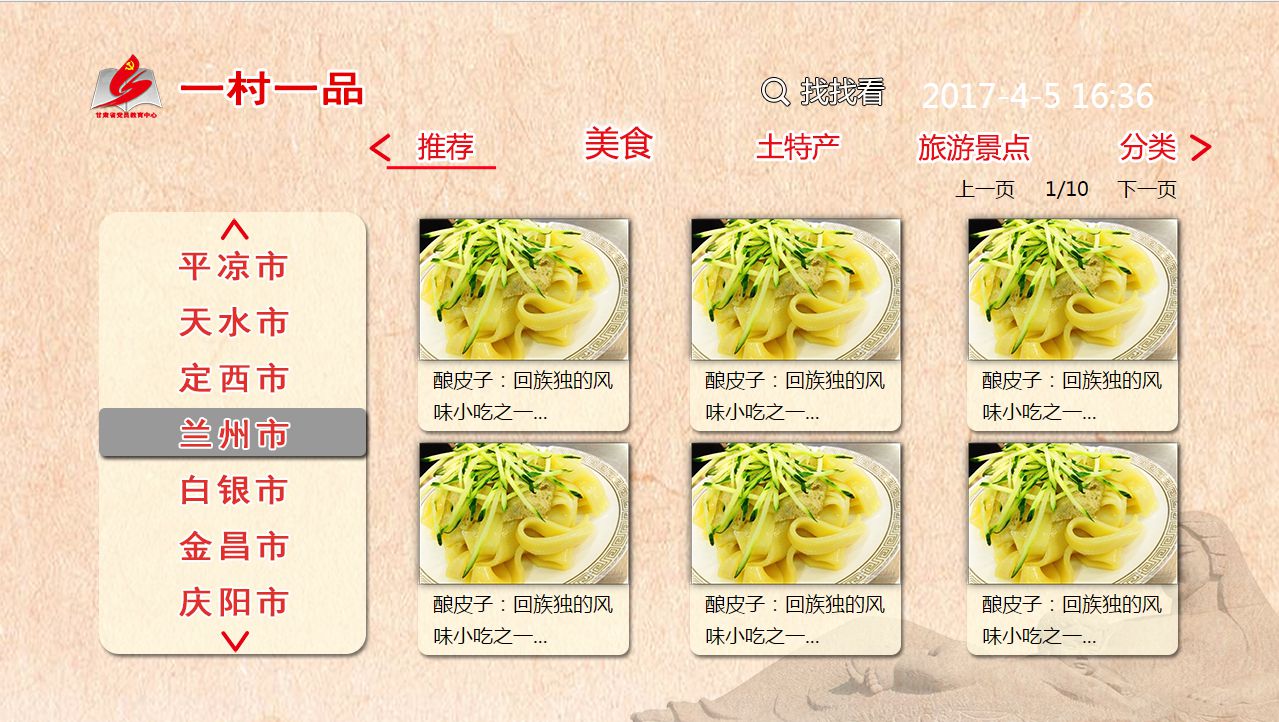 甘肃省党员教育中心
一村一品
找找看
2017-4-5 16:36
推荐
美食
土特产
旅游景点
分类
上一页
1/10
下一页
平凉市
天水市
定西市
兰州市
白银市
金昌市
庆阳市
酿皮子：回族独的风
味小吃之一...
酿皮子：回族独的风
味小吃之一...
酿皮子：回族独的风
味小吃之一...
酿皮子：回族独的风
味小吃之一...
酿皮子：回族独的风
味小吃之一...
酿皮子：回族独的风
味小吃之一...